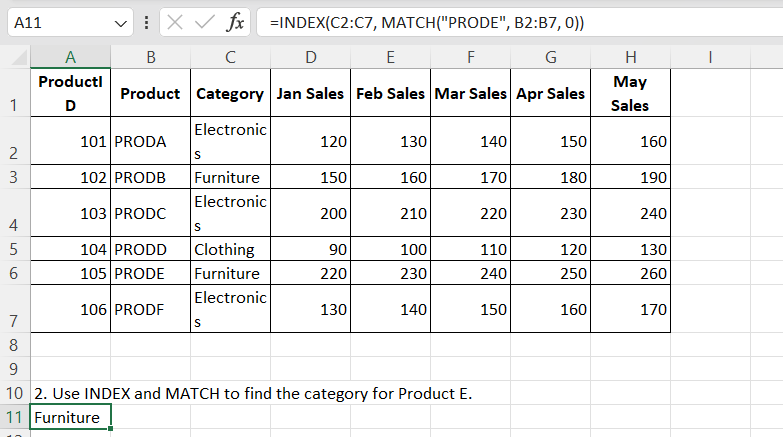 A11 fx =INDEX(C2:C7, MATCH("PRODE", B2:B7, 0))
A B C D E F G H I
1 ProductI
D Product Category Jan Sales Feb Sales Mar Sales Apr Sales May
Sales
2 101 PRODA Electronic
s 120 130 140 150 160
3 102 PRODB Furniture 150 160 170 180 190
4 103 PRODC Electronic
s 200 210 220 230 240
5 104 PRODD Clothing 90 100 110 120 130
6 105 PRODE Furniture 220 230 240 250 260
7 106 PRODF Electronic
s 130 140 150 160 170
8
9
10 2. Use INDEX and MATCH to find the category for Product E.
11 Furniture